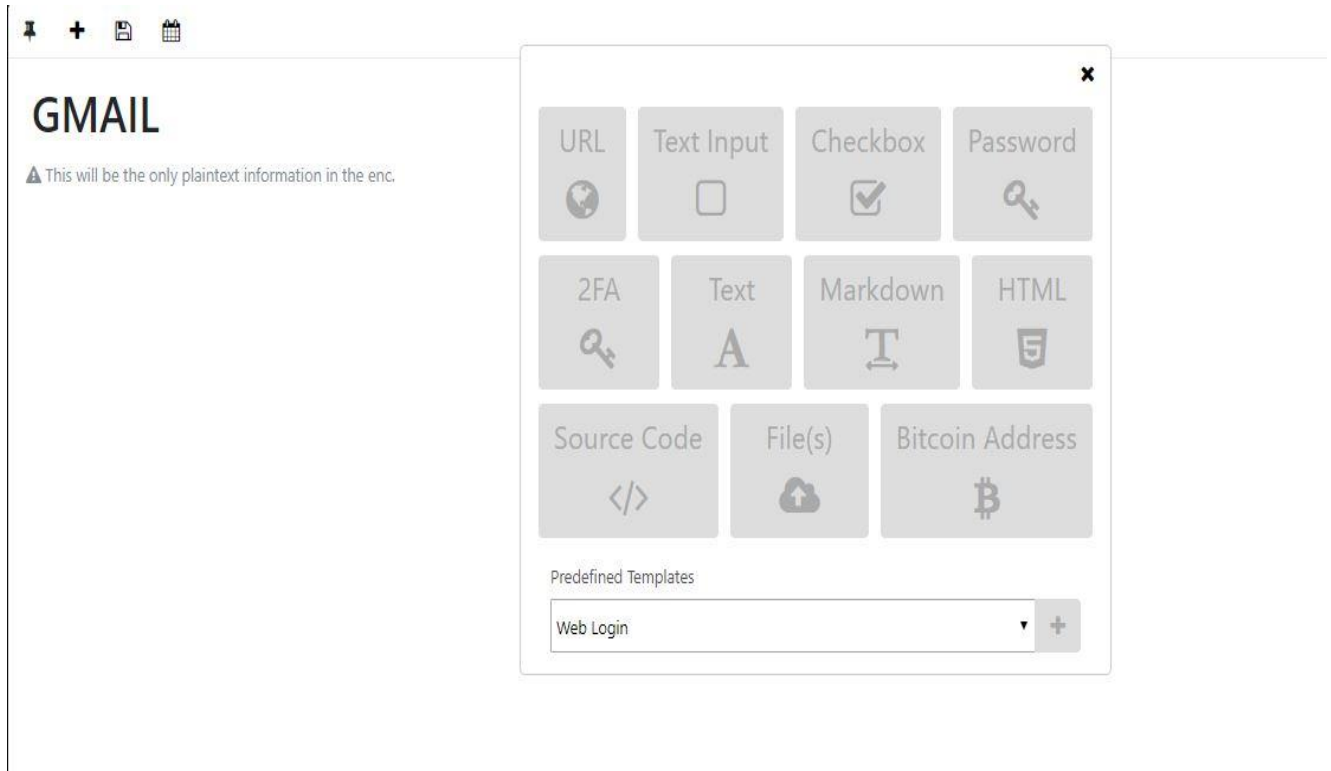 GMAIL
This will be the only plaintext information in the enc.
URL Text Input Checkbox Password
2FA Text Markdown HTML
Source Code File(s) Bitcoin Address
Predefined Templates
Web Login